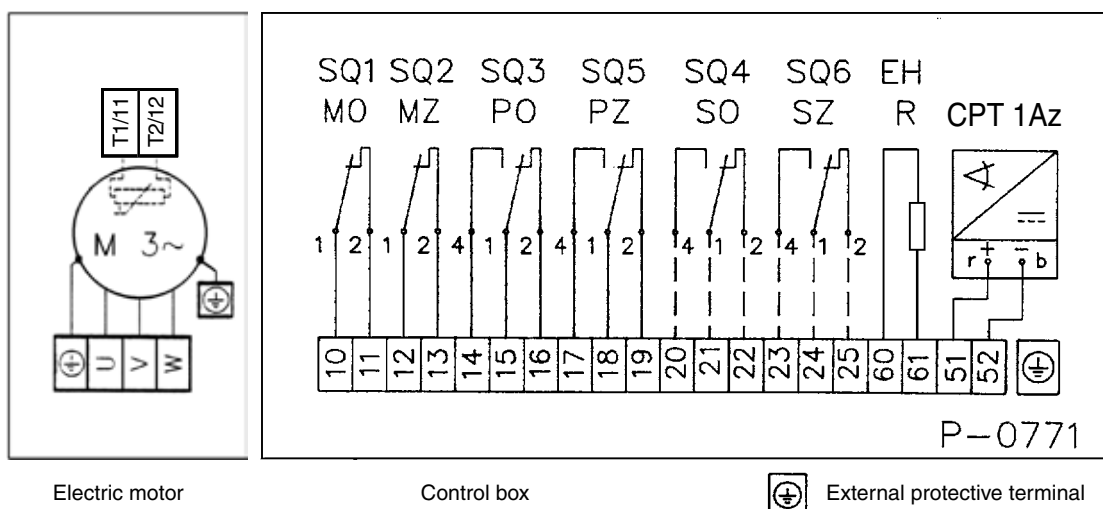 T1/11 T2/12
M 3~
U V W
SQ1 SQ2 SQ3 SQ5 SQ4 SQ6 EH
MO MZ PO PZ SO SZ R CPT 1Az
1 2 1 2 4 1 2 4 1 2 4 1 2 4 1 2 r + − b
10 11 12 13 14 15 16 17 18 19 20 21 22 23 24 25 60 61 51 52
P-0771
Electric motor Control box External protective terminal